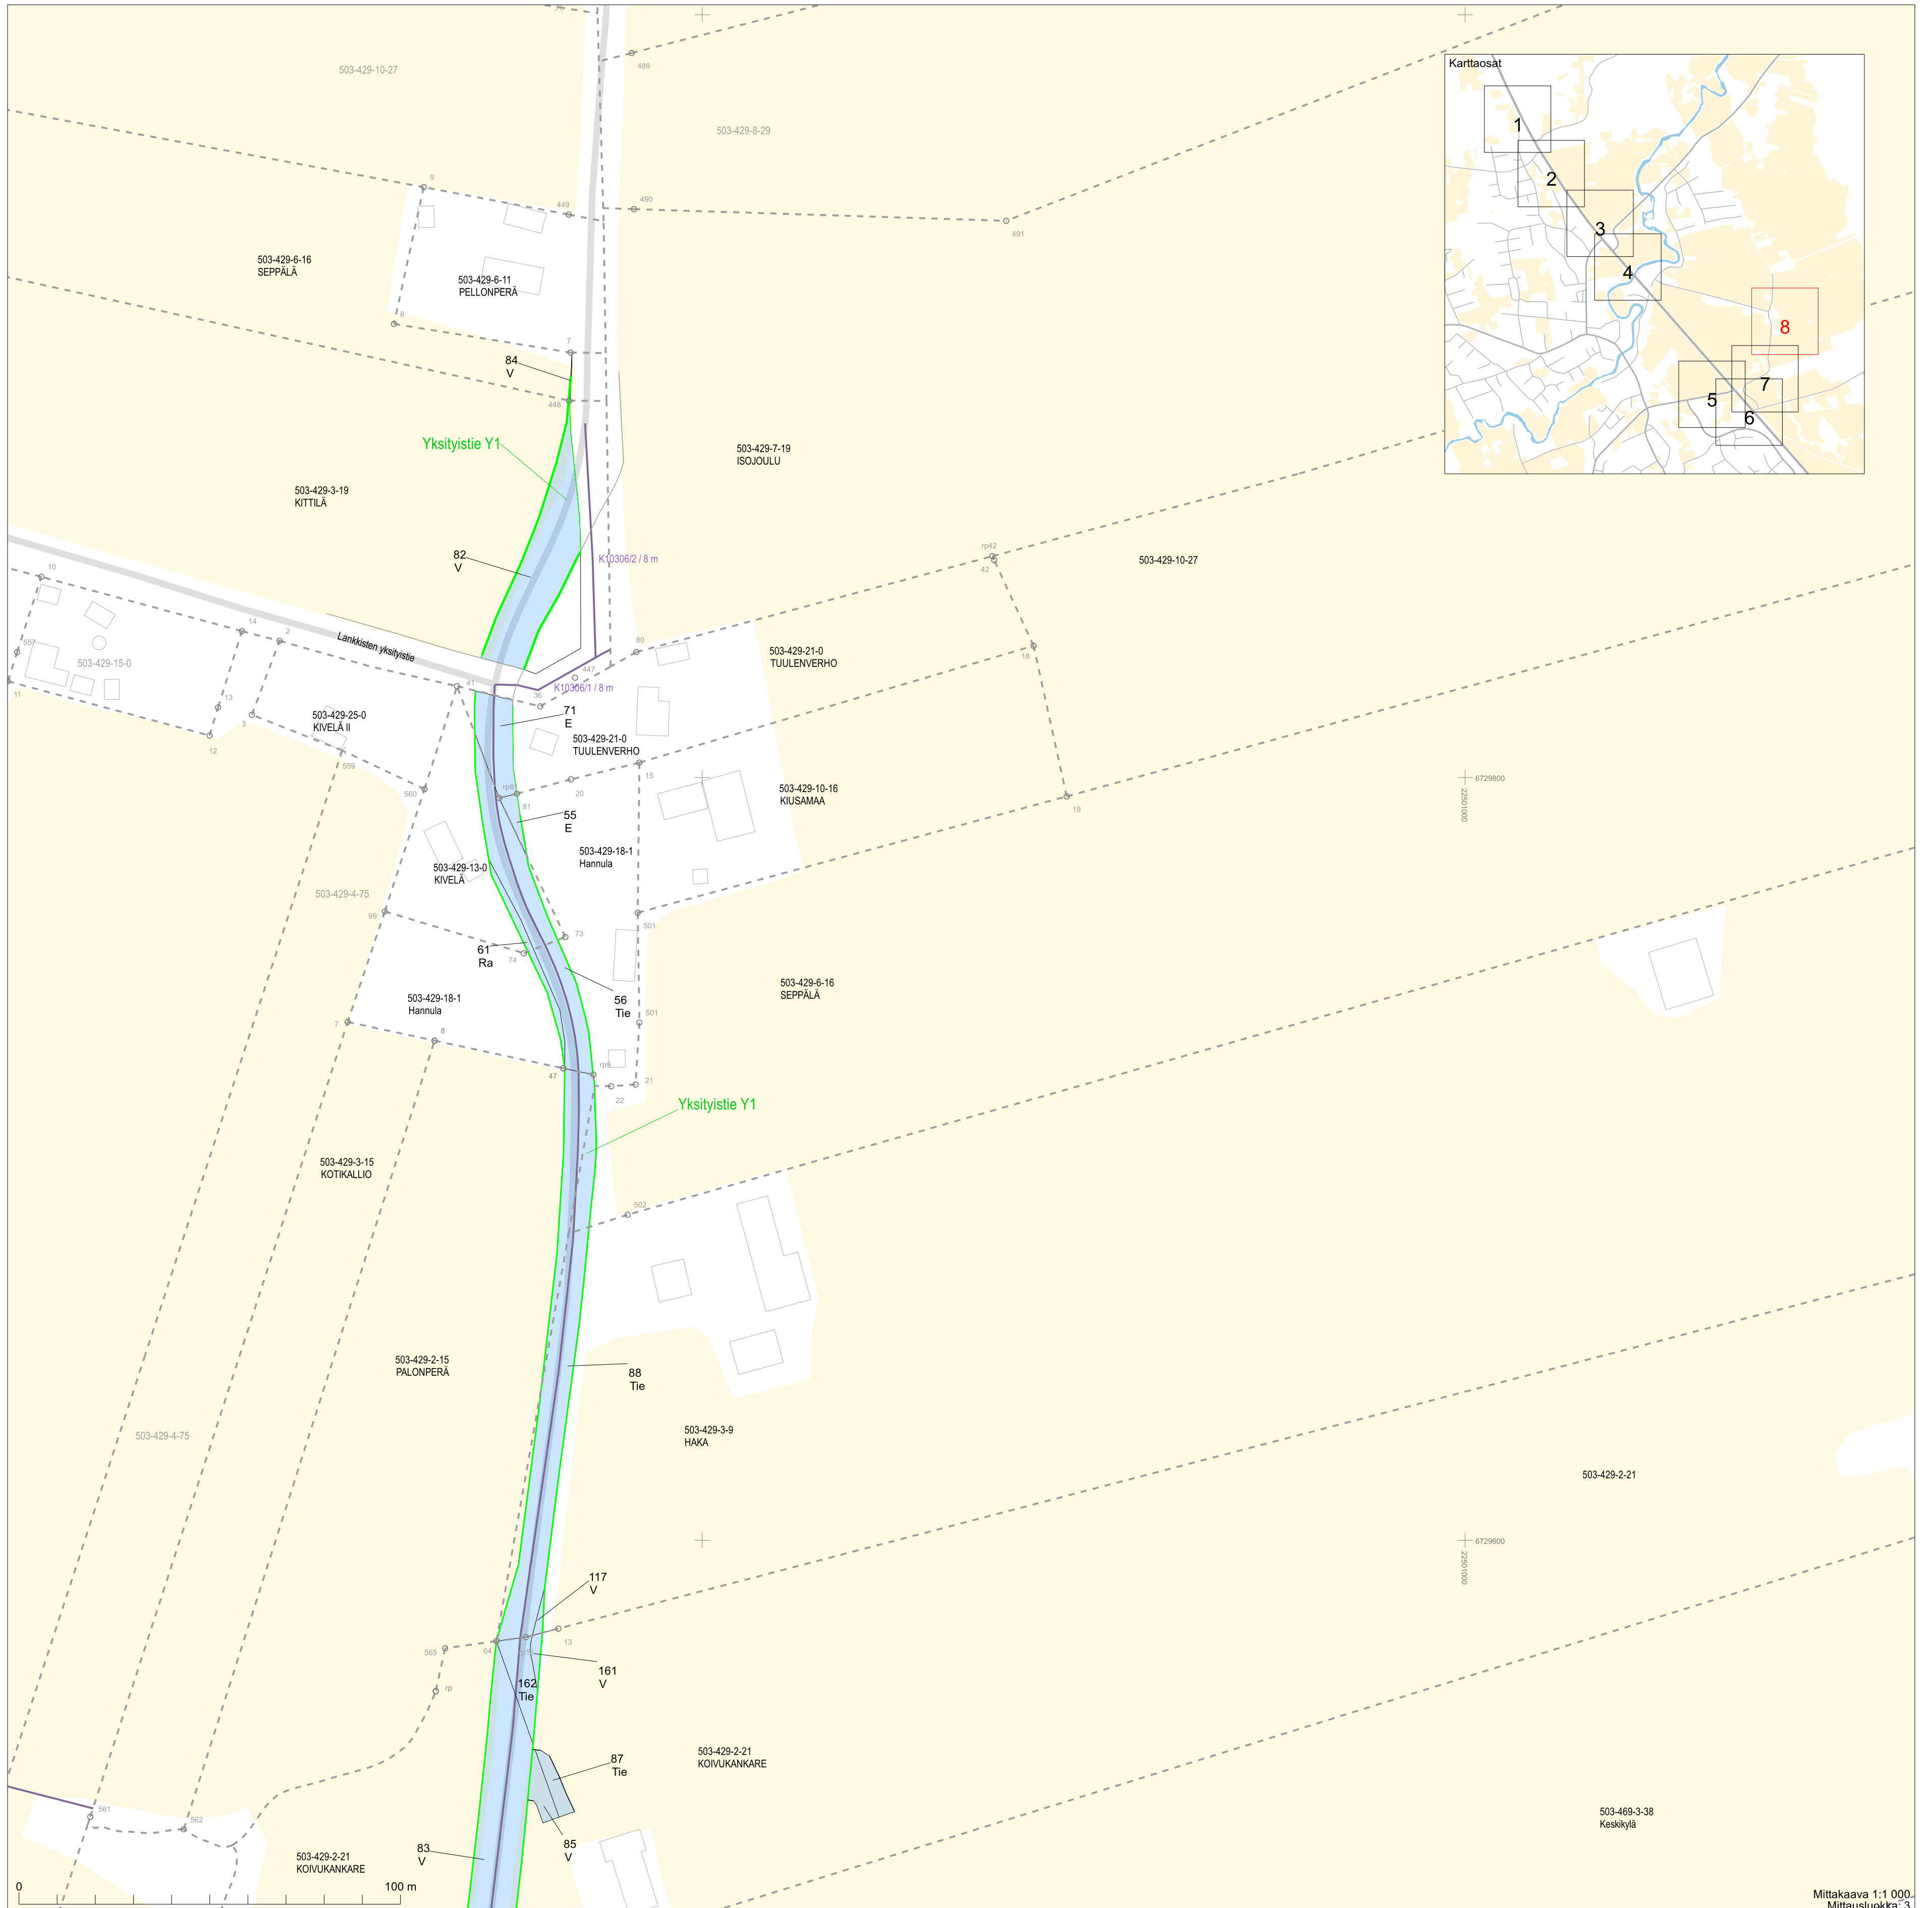 489
503-429-10-27
503-429-8-29
Karttaosat
1
2
3
4
5
6
7
8
9
449
490
491
503-429-6-16
SEPPÄLÄ
503-429-6-11
PELLONPERÄ
8
7
84
V
448
Yksityistie Y1
503-429-7-19
ISOJOULU
503-429-3-19
KITTILÄ
82
V
K10306/2 / 8 m
rp42
42
503-429-10-27
10
14
2
Lankkisten yksityistie
557
503-429-15-0
11
13
3
12
503-429-25-0
KIVELÄ II
559
560
41
36
447
80
K10306/1 / 8 m
71
E
503-429-21-0
TUULENVERHO
503-429-21-0
TUULENVERHO
18
15
20
rp8
81
55
E
503-429-10-16
KIUSAMAA
19
6729800
22501000
503-429-18-1
Hannula
503-429-13-0
KIVELÄ
503-429-4-75
99
73
74
61
Ra
501
56
Tie
503-429-6-16
SEPPÄLÄ
503-429-18-1
Hannula
7
8
501
47
rp9
21
22
Yksityistie Y1
503-429-3-15
KOTIKALLIO
502
503-429-2-15
PALONPERÄ
88
Tie
503-429-4-75
503-429-3-9
HAKA
503-429-2-21
6729600
22501000
117
V
565
64
13
rp
161
V
162
Tie
503-429-2-21
KOIVUKANKARE
87
Tie
561
562
503-469-3-38
Keskikylä
83
V
85
V
503-429-2-21
KOIVUKANKARE
0
100 m
Mittakaava 1:1 000
Mittausluokka: 3